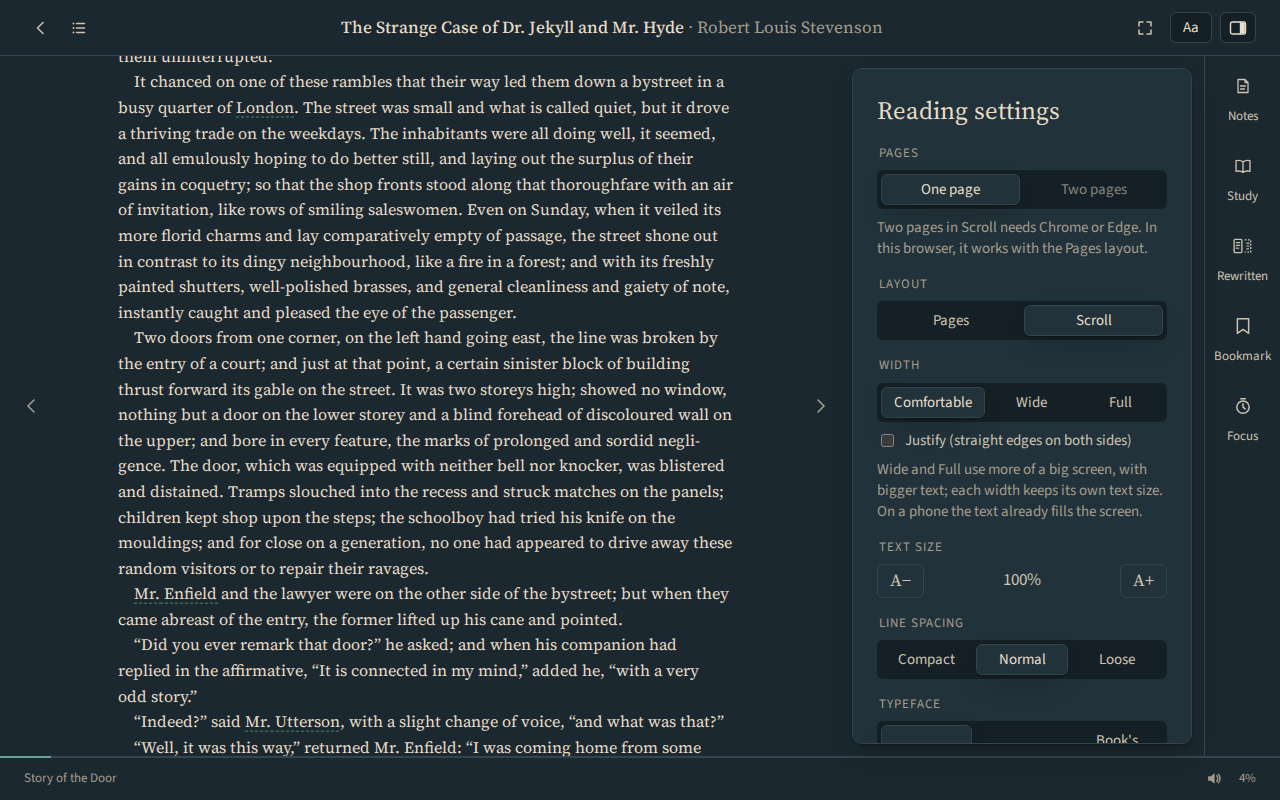 The Strange Case of Dr. Jekyll and Mr. Hyde · Robert Louis Stevenson
Aa
them uninterrupted.
It chanced on one of these rambles that their way led them down a bystreet in a
busy quarter of London. The street was small and what is called quiet, but it drove
a thriving trade on the weekdays. The inhabitants were all doing well, it seemed,
and all emulously hoping to do better still, and laying out the surplus of their
gains in coquetry; so that the shop fronts stood along that thoroughfare with an air
of invitation, like rows of smiling saleswomen. Even on Sunday, when it veiled its
more florid charms and lay comparatively empty of passage, the street shone out
in contrast to its dingy neighbourhood, like a fire in a forest; and with its freshly
painted shutters, well-polished brasses, and general cleanliness and gaiety of note,
instantly caught and pleased the eye of the passenger.
Two doors from one corner, on the left hand going east, the line was broken by
the entry of a court; and just at that point, a certain sinister block of building
thrust forward its gable on the street. It was two storeys high; showed no window,
nothing but a door on the lower storey and a blind forehead of discoloured wall on
the upper; and bore in every feature, the marks of prolonged and sordid negli-
gence. The door, which was equipped with neither bell nor knocker, was blistered
and distained. Tramps slouched into the recess and struck matches on the panels;
children kept shop upon the steps; the schoolboy had tried his knife on the
mouldings; and for close on a generation, no one had appeared to drive away these
random visitors or to repair their ravages.
Mr. Enfield and the lawyer were on the other side of the bystreet; but when they
came abreast of the entry, the former lifted up his cane and pointed.
“Did you ever remark that door?” he asked; and when his companion had
replied in the affirmative, “It is connected in my mind,” added he, “with a very
odd story.”
“Indeed?” said Mr. Utterson, with a slight change of voice, “and what was that?”
“Well, it was this way,” returned Mr. Enfield: “I was coming home from some
Reading settings
PAGES
One page Two pages
Two pages in Scroll needs Chrome or Edge. In
this browser, it works with the Pages layout.
LAYOUT
Pages Scroll
WIDTH
Comfortable Wide Full
Justify (straight edges on both sides)
Wide and Full use more of a big screen, with
bigger text; each width keeps its own text size.
On a phone the text already fills the screen.
TEXT SIZE
A− 100% A+
LINE SPACING
Compact Normal Loose
TYPEFACE
Book's
Notes
Study
Rewritten
Bookmark
Focus
Story of the Door
4%